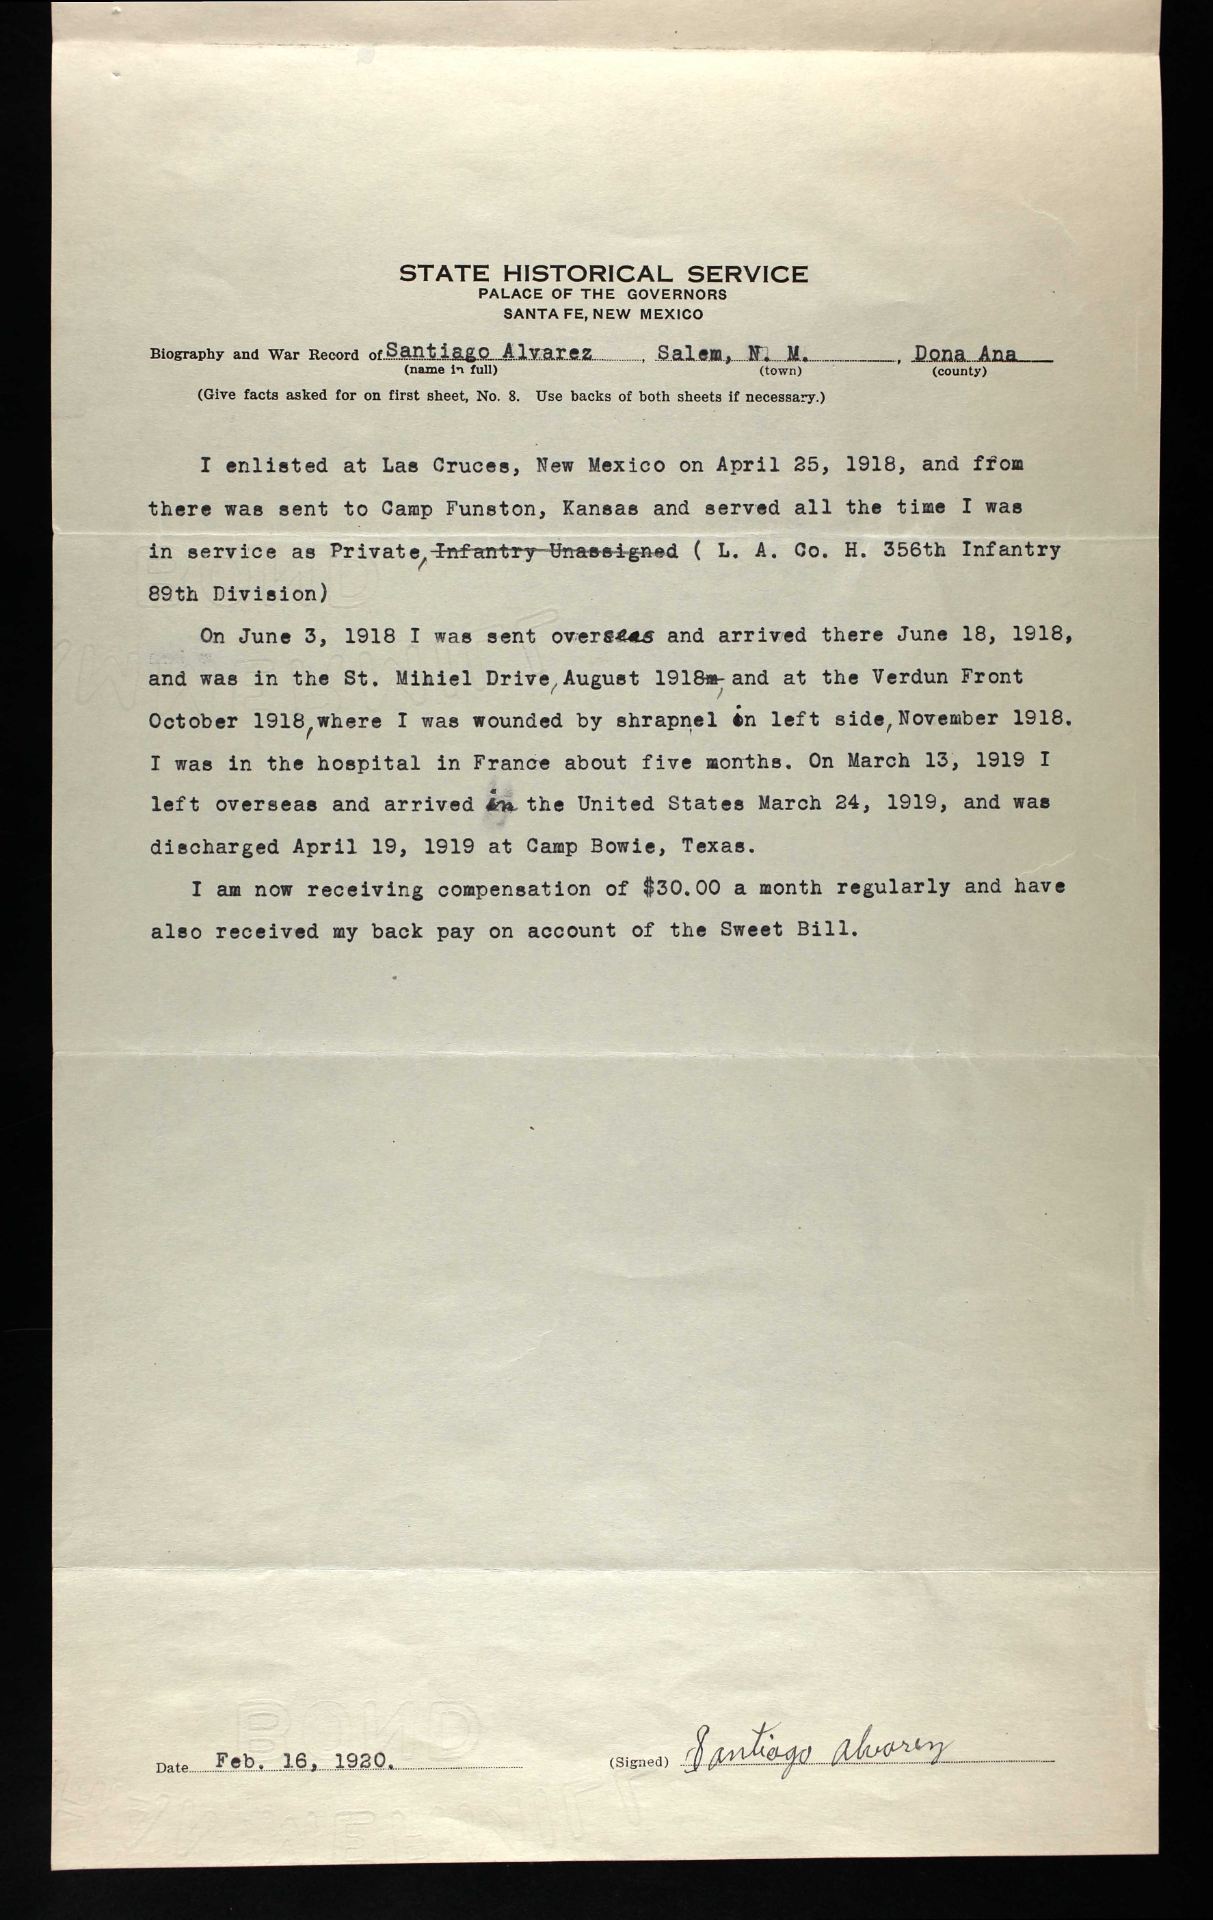 STATE HISTORICAL SERVICE
PALACE OF THE GOVERNORS
SANTA FE, NEW MEXICO
Biography and War Record of Santiago Alvarez, Salem, N. M., Dona Ana
(name in full) (town) (county)
(Give facts asked for on first sheet, No. 8. Use backs of both sheets if necessary.)
I enlisted at Las Cruces, New Mexico on April 25, 1918, and from
there was sent to Camp Funston, Kansas and served all the time I was
in service as Private, Infantry Unassigned ( L. A. Co. H. 356th Infantry
89th Division)
On June 3, 1918 I was sent overseas and arrived there June 18, 1918,
and was in the St. Mihiel Drive, August 1918, and at the Verdun Front
October 1918, where I was wounded by shrapnel in left side, November 1918.
I was in the hospital in France about five months. On March 13, 1919 I
left overseas and arrived in the United States March 24, 1919, and was
discharged April 19, 1919 at Camp Bowie, Texas.
I am now receiving compensation of $30.00 a month regularly and have
also received my back pay on account of the Sweet Bill.
BOND
Date Feb. 16, 1920. (Signed) Santiago Alvarez